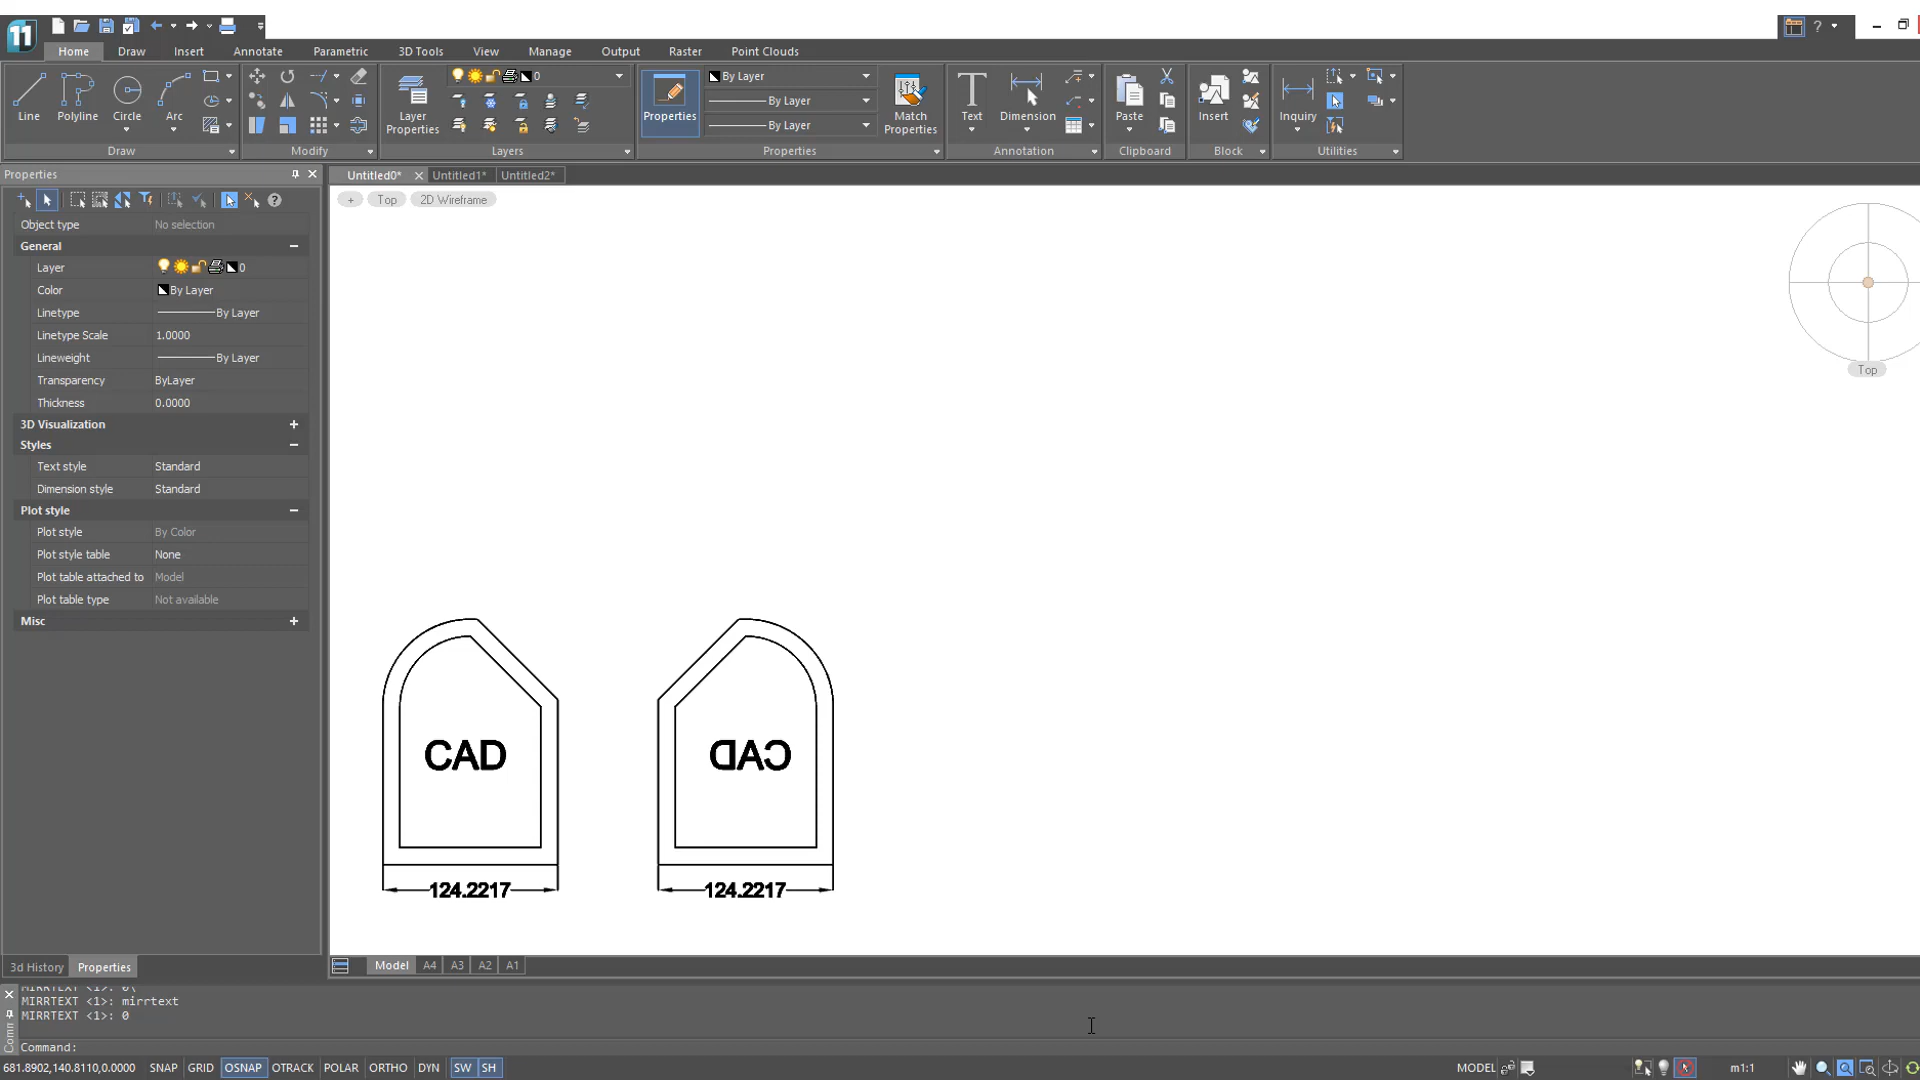 11
?
Home Draw Insert Annotate Parametric 3D Tools View Manage Output Raster Point Clouds
Line Polyline Circle Arc
Draw
Modify
Layer Properties
0
Layers
Properties
By Layer
By Layer
By Layer
Match Properties
Properties
Text Dimension
Annotation
Paste
Clipboard
Insert
Block
Inquiry
Utilities
Properties
Untitled0* Untitled1* Untitled2*
+ Top 2D Wireframe
Object type No selection
General
Layer 0
Color By Layer
Linetype By Layer
Linetype Scale 1.0000
Lineweight By Layer
Transparency ByLayer
Thickness 0.0000
3D Visualization
Styles
Text style Standard
Dimension style Standard
Plot style
Plot style By Color
Plot style table None
Plot table attached to Model
Plot table type Not available
Misc
Top
CAD CAD
124.2217 124.2217
3d History Properties
Model A4 A3 A2 A1
MIRRTEXT <1>: 0\
MIRRTEXT <1>: mirrtext
MIRRTEXT <1>: 0
Comm
Command:
681.8902,140.8110,0.0000 SNAP GRID OSNAP OTRACK POLAR ORTHO DYN SW SH MODEL m1:1